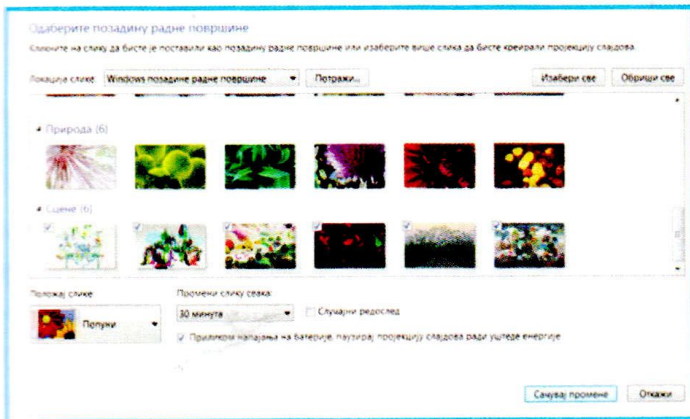 Одаберите позадину радне површине
Кликните на слику да бисте је поставили као позадину радне површине или изаберите више слика да бисте креирали пројекцију слајдова.
Локација слике: Windows позадине радне површине Потражи... Изабери све Обриши све
Природа (6)
Сцене (6)
Положај слике: Промени слику свака:
Попуни 30 минута Случајни редослед
Приликом напајања на батерије, паузирај пројекцију слајдова ради уштеде енергије
Сачувај промене Откажи